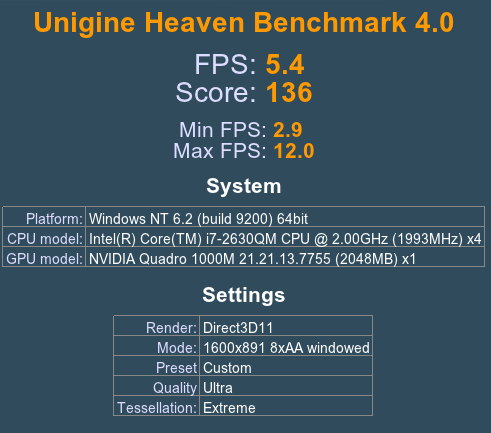 Unigine Heaven Benchmark 4.0
FPS: 5.4
Score: 136
Min FPS: 2.9
Max FPS: 12.0
System
Platform: Windows NT 6.2 (build 9200) 64bit
CPU model: Intel(R) Core(TM) i7-2630QM CPU @ 2.00GHz (1993MHz) x4
GPU model: NVIDIA Quadro 1000M 21.21.13.7755 (2048MB) x1
Settings
Render: Direct3D11
Mode: 1600x891 8xAA windowed
Preset Custom
Quality Ultra
Tessellation: Extreme